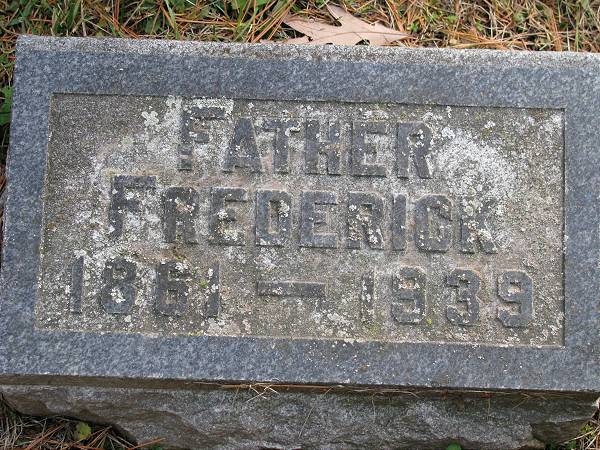 FATHER
FREDERICK
1861 — 1939